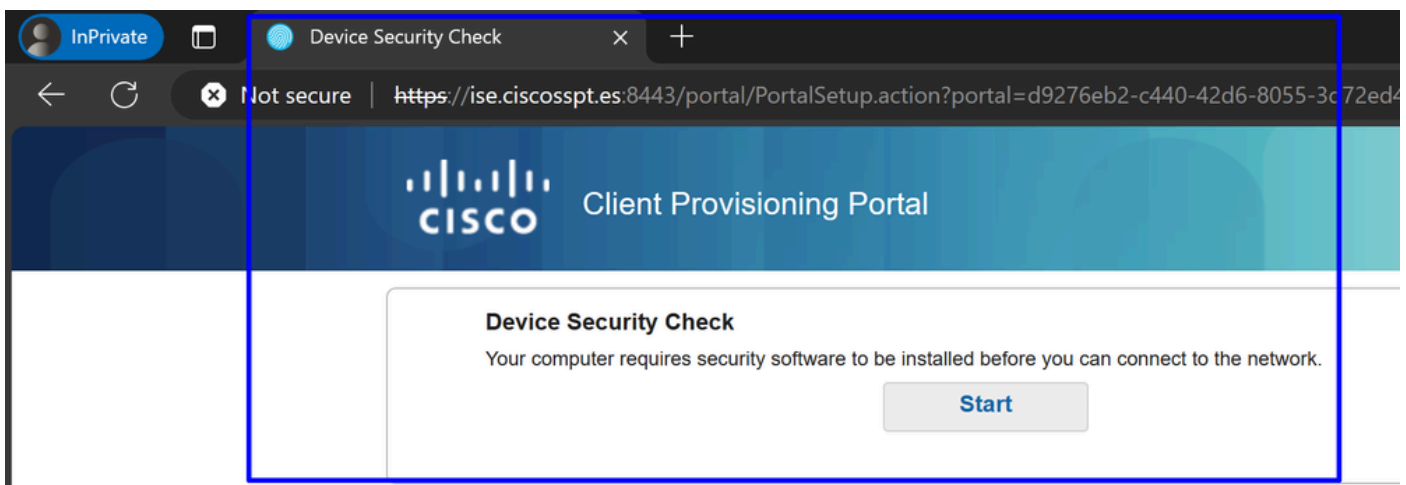 InPrivate
Device Security Check
Not secure
https://ise.ciscosspt.es:8443/portal/PortalSetup.action?portal=d9276eb2-c440-42d6-8055-3d72ed4
CISCO
Client Provisioning Portal
Device Security Check
Your computer requires security software to be installed before you can connect to the network.
Start